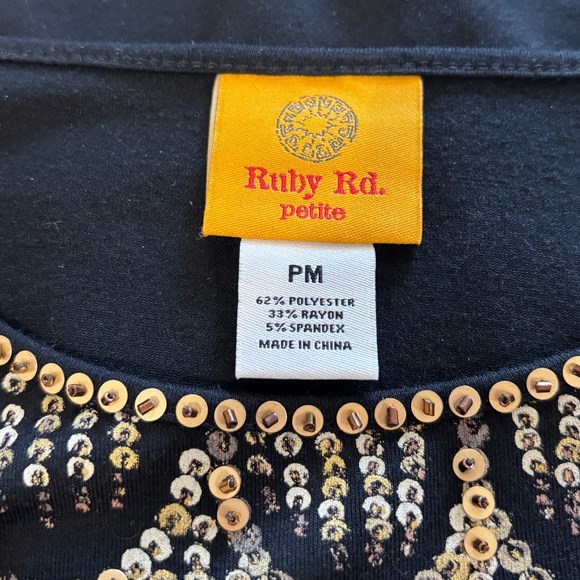 Ruby Rd.
petite
PM
62% POLYESTER
33% RAYON
5% SPANDEX
MADE IN CHINA